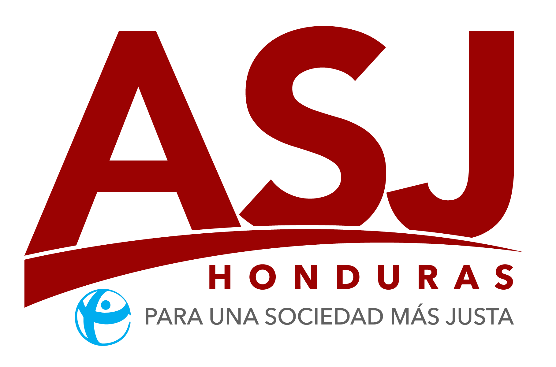 ASJ
HONDURAS
PARA UNA SOCIEDAD MÁS JUSTA